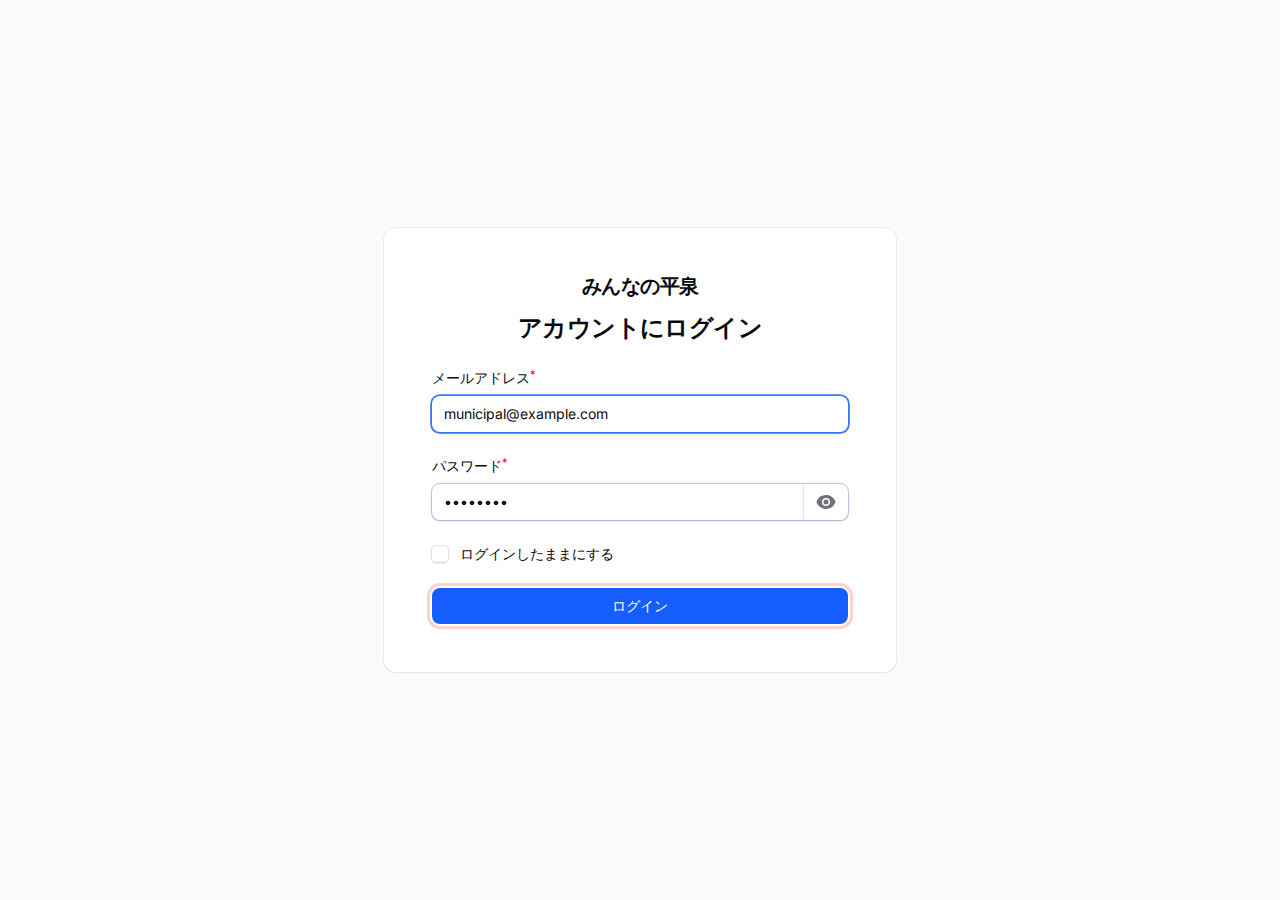 みんなの平泉
アカウントにログイン
メールアドレス*
municipal@example.com
パスワード*
••••••••
ログインしたままにする
ログイン